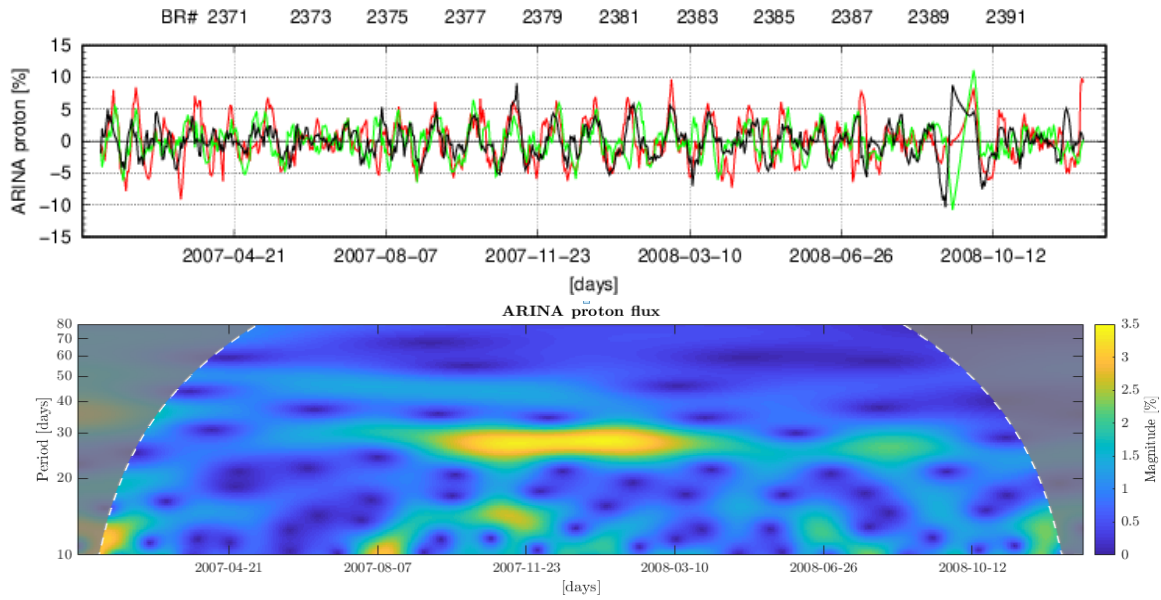 BR# 2371 2373 2375 2377 2379 2381 2383 2385 2387 2389 2391
15
10
5
0
−5
−10
−15
ARINA proton [%]
2007−04−21 2007−08−07 2007−11−23 2008−03−10 2008−06−26 2008−10−12
[days]
ARINA proton flux
80
70
60
50
40
30
20
10
Period [days]
3.5
3
2.5
2
1.5
1
0.5
0
Magnitude [%]
2007-04-21 2007-08-07 2007-11-23 2008-03-10 2008-06-26 2008-10-12
[days]